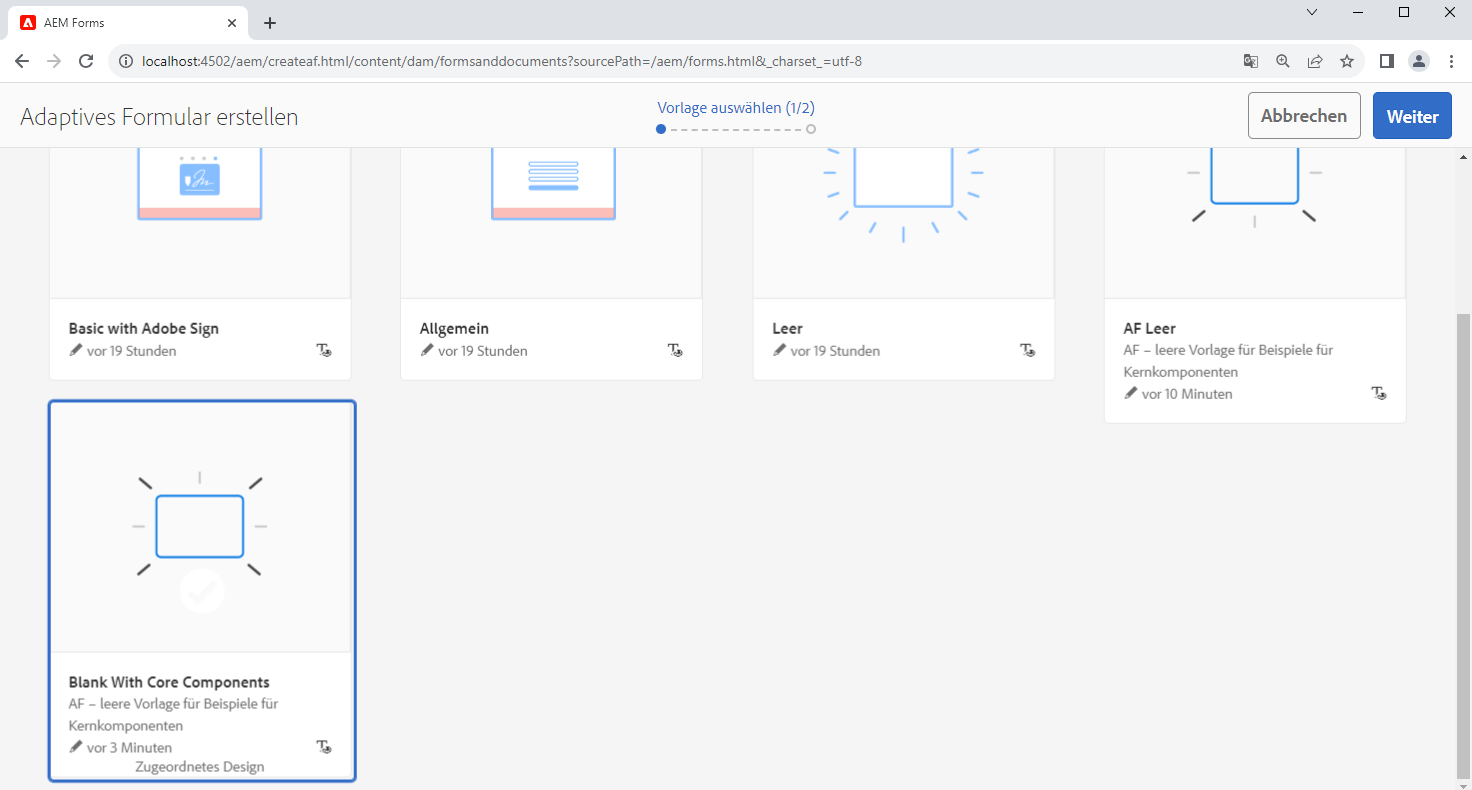 AEM Forms
localhost:4502/aem/createaf.html/content/dam/formsanddocuments?sourcePath=/aem/forms.html&_charset_=utf-8
Adaptives Formular erstellen
Vorlage auswählen (1/2)
Abbrechen
Weiter
Basic with Adobe Sign
vor 19 Stunden
Allgemein
vor 19 Stunden
Leer
vor 19 Stunden
AF Leer
AF – leere Vorlage für Beispiele für
Kernkomponenten
vor 10 Minuten
Blank With Core Components
AF – leere Vorlage für Beispiele für
Kernkomponenten
vor 3 Minuten
Zugeordnetes Design